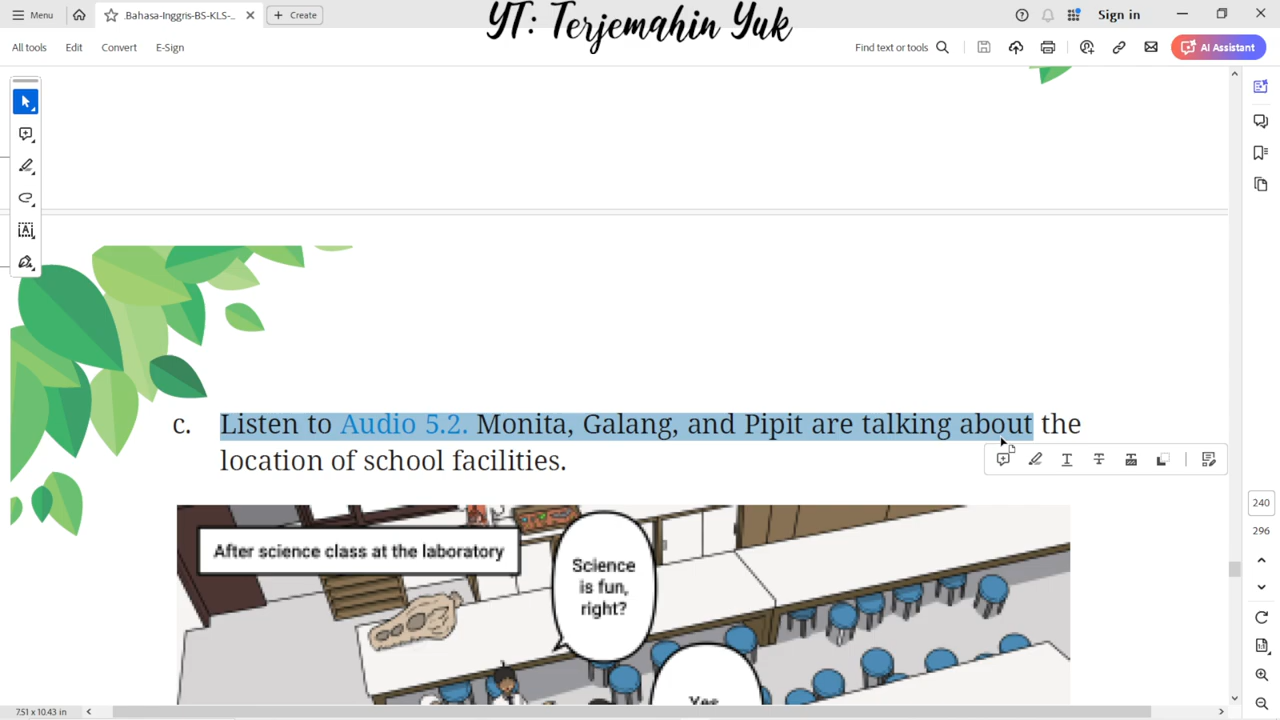 Menu
Bahasa-Inggris-BS-KLS-...
Create
YT: Terjemahin Yuk
Sign in
All tools
Edit
Convert
E-Sign
Find text or tools
AI Assistant
c. Listen to Audio 5.2. Monita, Galang, and Pipit are talking about the
location of school facilities.
After science class at the laboratory
Science
is fun,
right?
Yes
240
296
7.51 x 10.43 in